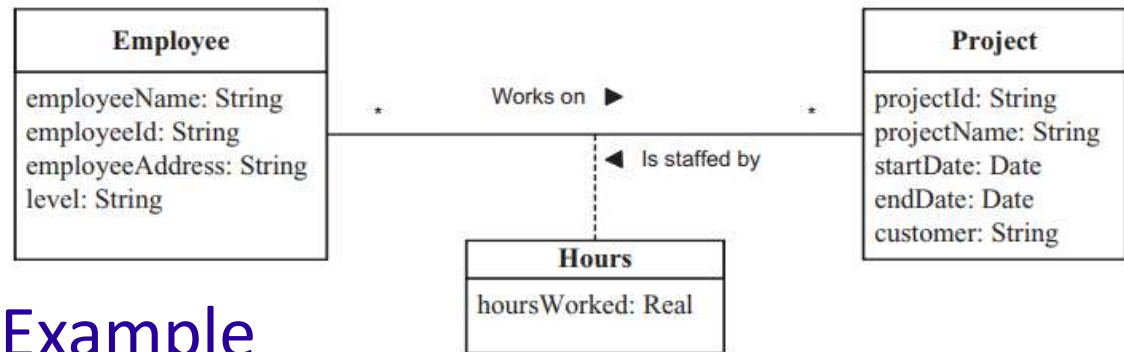 Employee
employeeName: String
employeeId: String
employeeAddress: String
level: String
*
Works on ▶
*
◀ Is staffed by
Project
projectId: String
projectName: String
startDate: Date
endDate: Date
customer: String
Hours
hoursWorked: Real
Example